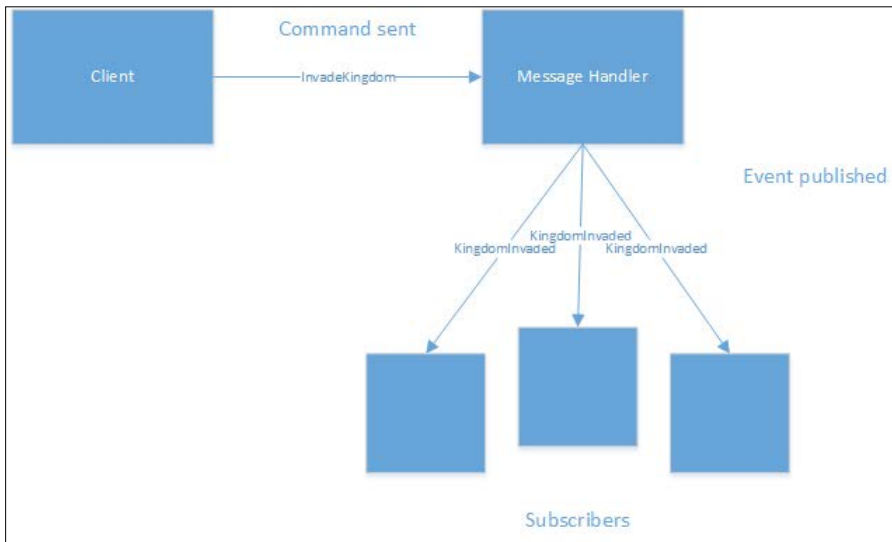 Command sent
Client
InvadeKingdom
Message Handler
Event published
KingdomInvaded
KingdomInvaded
KingdomInvaded
Subscribers